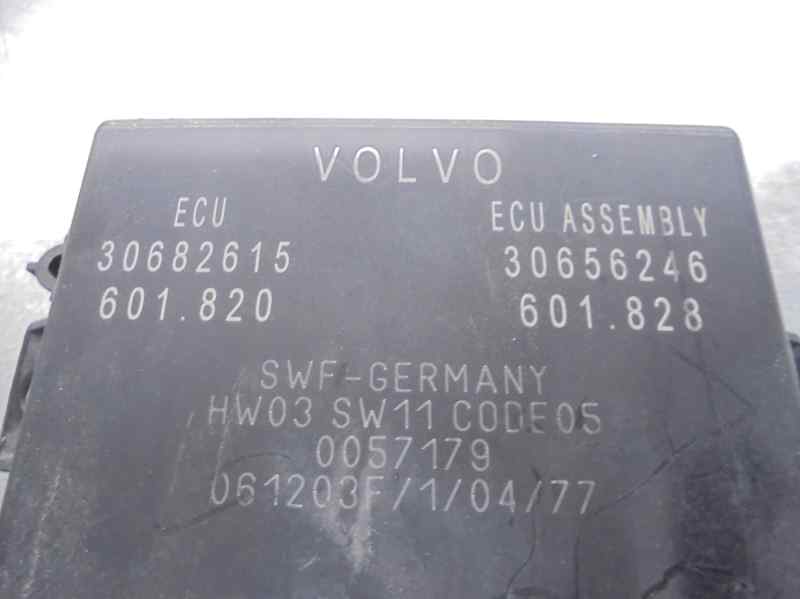 VOLVO
ECU ECU ASSEMBLY
30682615 30656246
601.820 601.828
SWF-GERMANY
HW03 SW11 CODE05
0057179
061203F/1/04/77